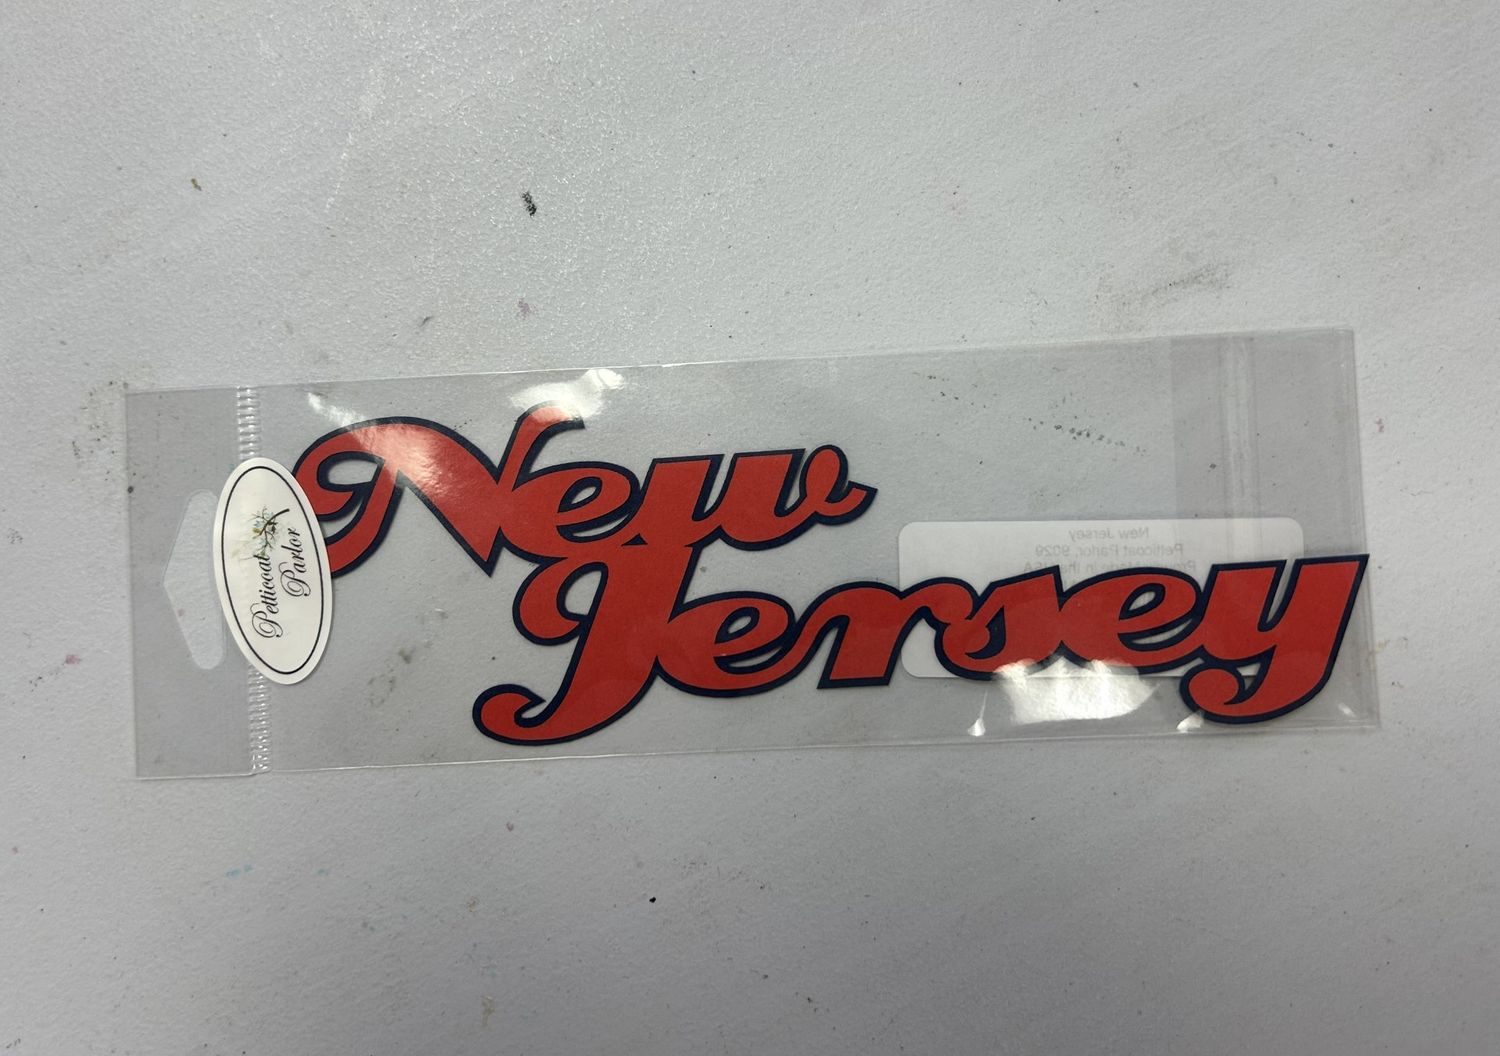 New
Jersey
Petticoat
Parlor
New Jersey
Petticoat Parlor, 9029